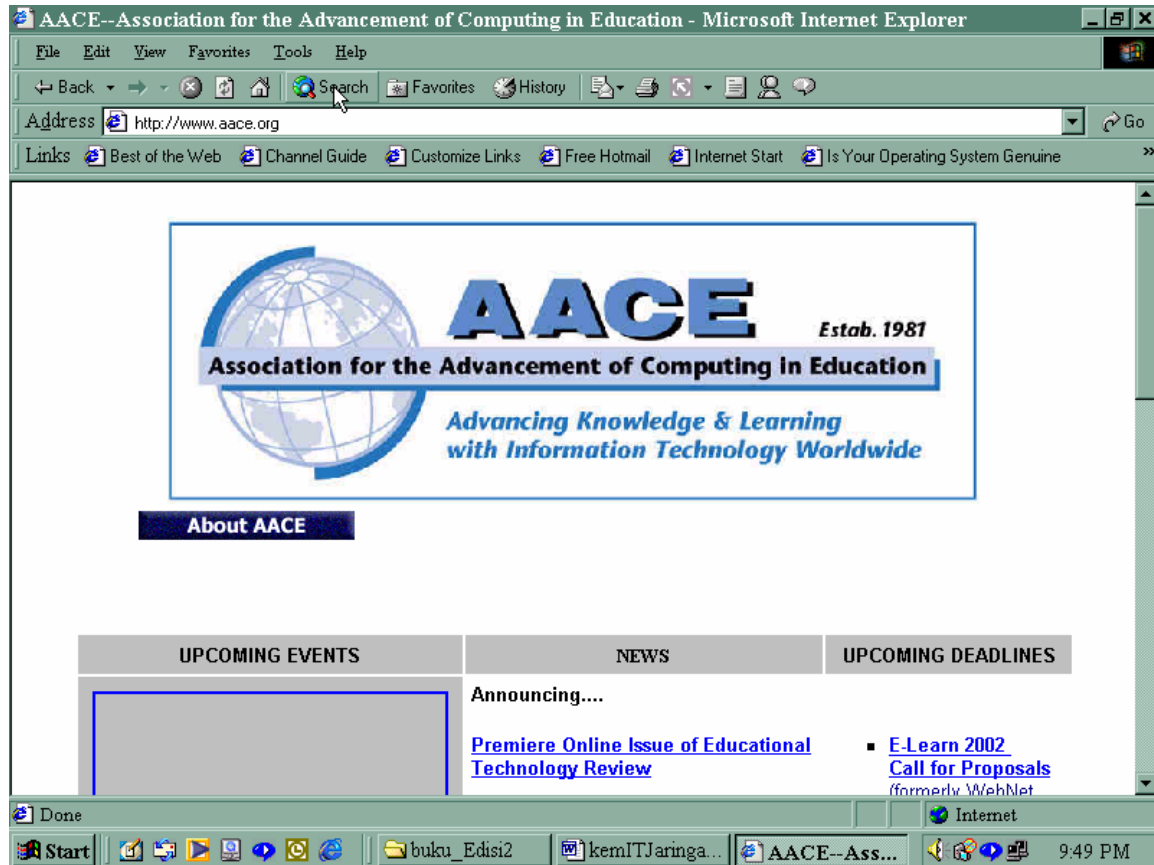 AACE--Association for the Advancement of Computing in Education - Microsoft Internet Explorer
File Edit View Favorites Tools Help
Back Search Favorites History
Address http://www.aace.org Go
Links Best of the Web Channel Guide Customize Links Free Hotmail Internet Start Is Your Operating System Genuine »
AACE
Estab. 1981
Association for the Advancement of Computing in Education
Advancing Knowledge & Learning
with Information Technology Worldwide
About AACE
UPCOMING EVENTS NEWS UPCOMING DEADLINES
Announcing....
Premiere Online Issue of Educational
Technology Review
E-Learn 2002
Call for Proposals
(formerly WebNet
Done Internet
Start buku_Edisi2 kemITJaringa... AACE--Ass... 9:49 PM